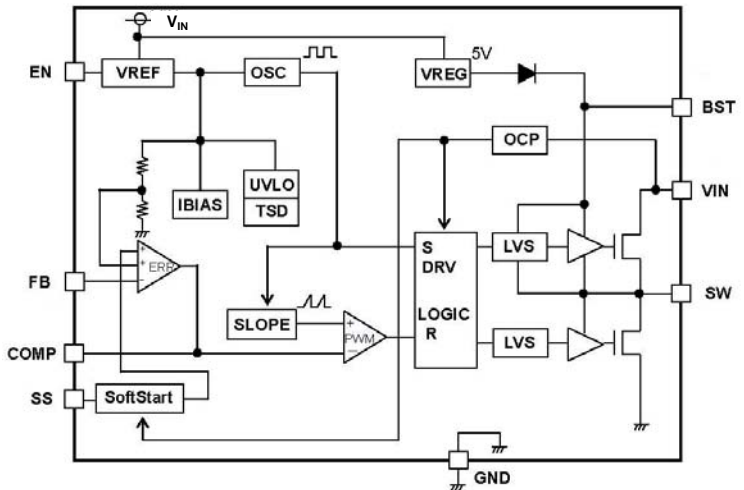 VIN
EN
VREF
OSC
5V
VREG
BST
OCP
VIN
UVLO
IBIAS
TSD
S
LVS
DRV
ERR
FB
SW
SLOPE
LOGIC
+
+
-
+
-
PWM
R
LVS
COMP
SS
SoftStart
GND